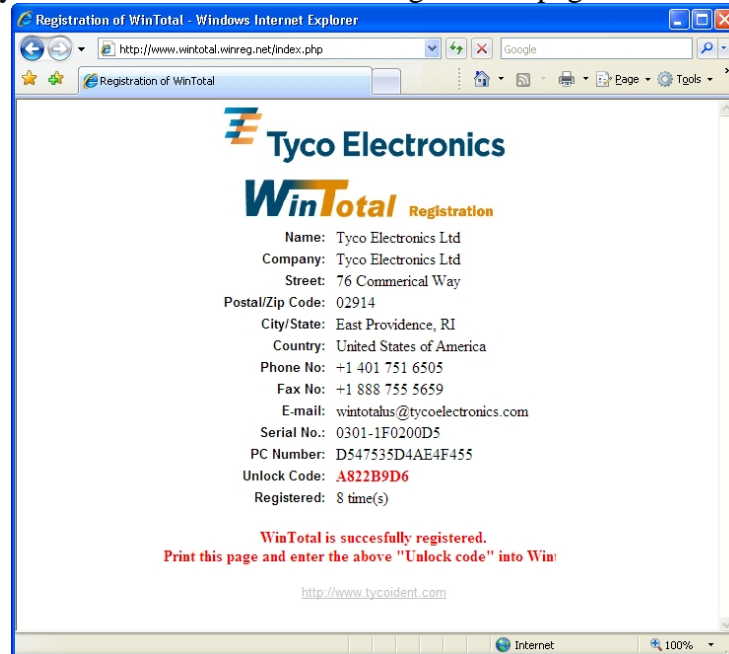 Registration of WinTotal - Windows Internet Explorer
http://www.wintotal.winreg.net/index.php
Google
Registration of WinTotal
Page
Tools
Tyco Electronics
WinTotal Registration
Name: Tyco Electronics Ltd
Company: Tyco Electronics Ltd
Street: 76 Commerical Way
Postal/Zip Code: 02914
City/State: East Providence, RI
Country: United States of America
Phone No: +1 401 751 6505
Fax No: +1 888 755 5659
E-mail: wintotalus@tycoelectronics.com
Serial No.: 0301-1F0200D5
PC Number: D547535D4AE4F455
Unlock Code: A822B9D6
Registered: 8 time(s)
WinTotal is succesfully registered.
Print this page and enter the above "Unlock code" into Win
http://www.tycoident.com
Internet
100%